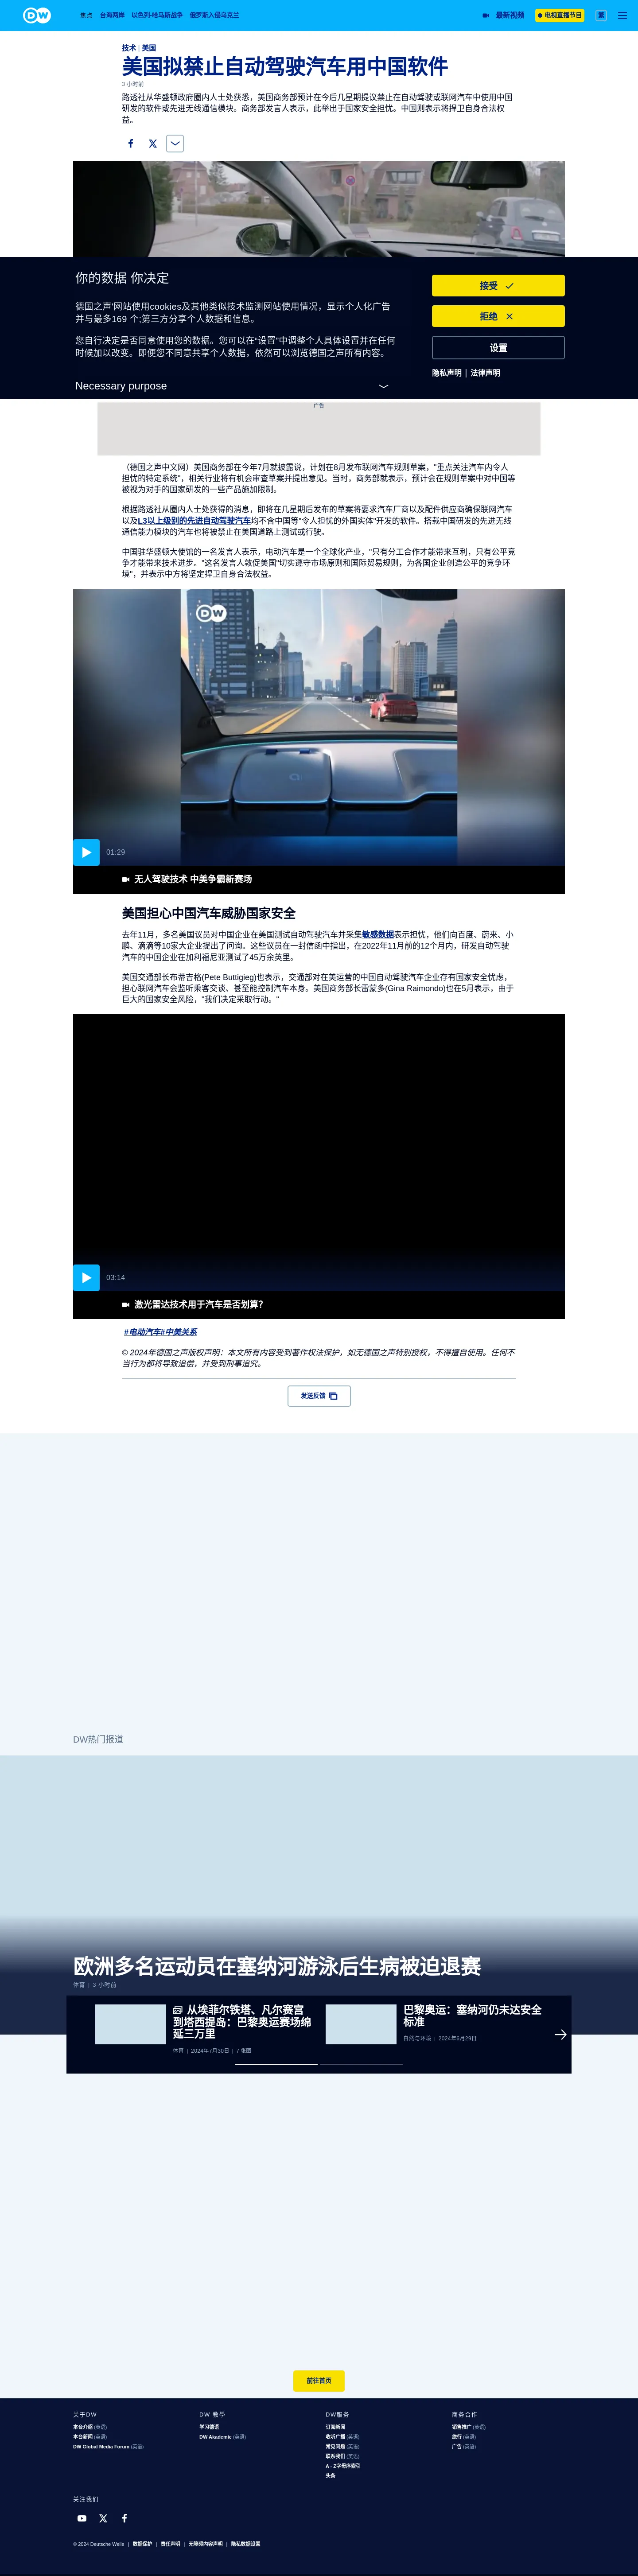 DW
焦点 台海两岸 以色列-哈马斯战争 俄罗斯入侵乌克兰 最新视频 电视直播节目 繁
技术 | 美国
美国拟禁止自动驾驶汽车用中国软件
3 小时前
路透社从华盛顿政府圈内人士处获悉，美国商务部预计在今后几星期提议禁止在自动驾驶或联网汽车中使用中国
研发的软件或先进无线通讯模块。商务部发言人表示，此举出于国家安全担忧。中国则表示将捍卫自身合法权
益。
你的数据 你决定
德国之声'网站使用cookies及其他类似技术监测网站使用情况，显示个人化广告
并与最多169 个;第三方分享个人数据和信息。
您自行决定是否同意使用您的数据。您可以在“设置”中调整个人具体设置并在任何
时候加以改变。即便您不同意共享个人数据，依然可以浏览德国之声所有内容。
Necessary purpose
接受
拒绝
设置
隐私声明 | 法律声明
广告
（德国之声中文网）美国商务部在今年7月就披露说，计划在8月发布联网汽车规则草案，"重点关注汽车内令人
担忧的特定系统"，相关行业将有机会审查草案并提出意见。当时，商务部就表示，预计会在规则草案中对中国等
被视为对手的国家研发的一些产品施加限制。
根据路透社从圈内人士处获得的消息，即将在几星期后发布的草案将要求汽车厂商以及配件供应商确保联网汽车
以及L3以上级别的先进自动驾驶汽车均不含中国等"令人担忧的外国实体"开发的软件。搭载中国研发的先进无线
通信能力模块的汽车也将被禁止在美国道路上测试或行驶。
中国驻华盛顿大使馆的一名发言人表示，电动汽车是一个全球化产业，"只有分工合作才能带来互利，只有公平竞
争才能带来技术进步。"这名发言人敦促美国"切实遵守市场原则和国际贸易规则，为各国企业创造公平的竞争环
境"，并表示中方将坚定捍卫自身合法权益。
DW
01:29
无人驾驶技术 中美争霸新赛场
美国担心中国汽车威胁国家安全
去年11月，多名美国议员对中国企业在美国测试自动驾驶汽车并采集敏感数据表示担忧，他们向百度、蔚来、小
鹏、滴滴等10家大企业提出了问询。这些议员在一封信函中指出，在2022年11月前的12个月内，研发自动驾驶
汽车的中国企业在加利福尼亚测试了45万余英里。
美国交通部长布蒂吉格(Pete Buttigieg)也表示，交通部对在美运营的中国自动驾驶汽车企业存有国家安全忧虑，
担心联网汽车会监听乘客交谈、甚至能控制汽车本身。美国商务部长雷蒙多(Gina Raimondo)也在5月表示，由于
巨大的国家安全风险，"我们决定采取行动。"
03:14
激光雷达技术用于汽车是否划算？
#电动汽车#中美关系
© 2024年德国之声版权声明：本文所有内容受到著作权法保护，如无德国之声特别授权，不得擅自使用。任何不
当行为都将导致追偿，并受到刑事追究。
发送反馈
DW热门报道
欧洲多名运动员在塞纳河游泳后生病被迫退赛
体育 | 3 小时前
从埃菲尔铁塔、凡尔赛宫
到塔西提岛：巴黎奥运赛场绵
延三万里
体育 | 2024年7月30日 | 7 张图
巴黎奥运：塞纳河仍未达安全
标准
自然与环境 | 2024年6月29日
前往首页
关于DW
本台介绍 (英语)
本台新闻 (英语)
DW Global Media Forum (英语)
DW 教學
学习德语
DW Akademie (英语)
DW服务
订阅新闻
收听广播 (英语)
常见问题 (英语)
联系我们 (英语)
A - Z字母序索引
头条
商务合作
销售推广 (英语)
旅行 (英语)
广告 (英语)
关注我们
© 2024 Deutsche Welle | 数据保护 | 责任声明 | 无障碍内容声明 | 隐私数据设置